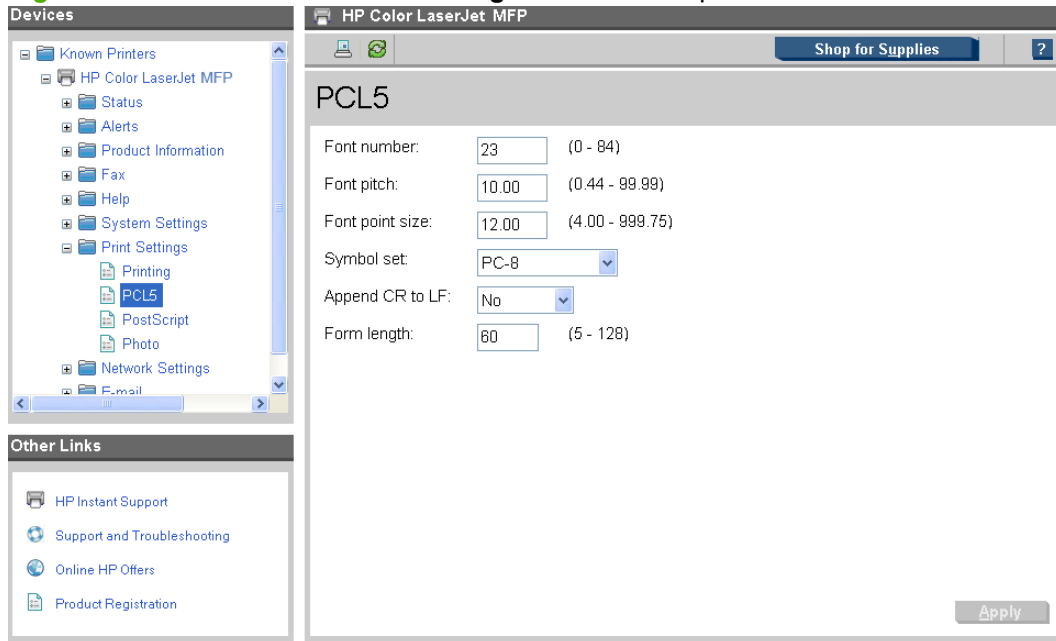 Devices
Known Printers
HP Color LaserJet MFP
Status
Alerts
Product Information
Fax
Help
System Settings
Print Settings
Printing
PCL5
PostScript
Photo
Network Settings
E-mail
Other Links
HP Instant Support
Support and Troubleshooting
Online HP Offers
Product Registration
HP Color LaserJet MFP
Shop for Supplies ?
PCL5
Font number: 23 (0 - 84)
Font pitch: 10.00 (0.44 - 99.99)
Font point size: 12.00 (4.00 - 999.75)
Symbol set: PC-8
Append CR to LF: No
Form length: 60 (5 - 128)
Apply